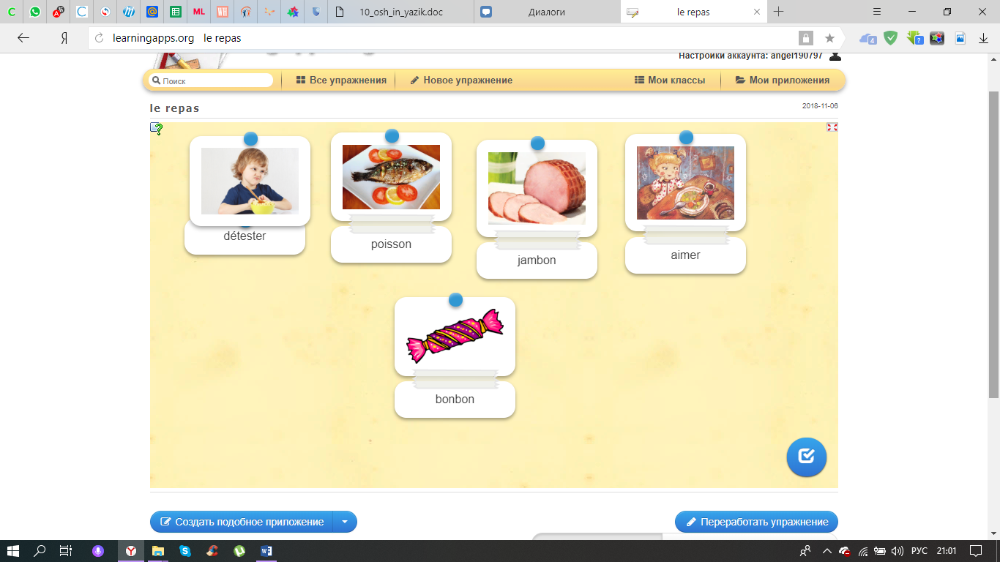 10_osh_in_yazik.doc
Диалоги
le repas
learningapps.org le repas
Настройки аккаунта: angel190797
Поиск
Все упражнения
Новое упражнение
Мои классы
Мои приложения
le repas
2018-11-06
détester
poisson
jambon
aimer
bonbon
Создать подобное приложение
Переработать упражнение
РУС
21:01